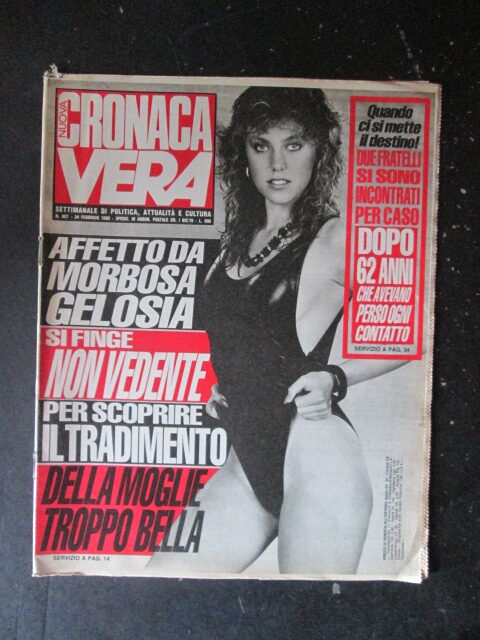 NUOVA
CRONACA
VERA
SETTIMANALE DI POLITICA, ATTUALITÀ E CULTURA
AFFETTO DA
MORBOSA
GELOSIA
SI FINGE
NON VEDENTE
PER SCOPRIRE
IL TRADIMENTO
DELLA MOGLIE
TROPPO BELLA
SERVIZIO A PAG. 14
Quando
ci si mette
il destino!
DUE FRATELLI
SI SONO
INCONTRATI
PER CASO
DOPO
62 ANNI
CHE AVEVANO
PERSO OGNI
CONTATTO
SERVIZIO A PAG. 34